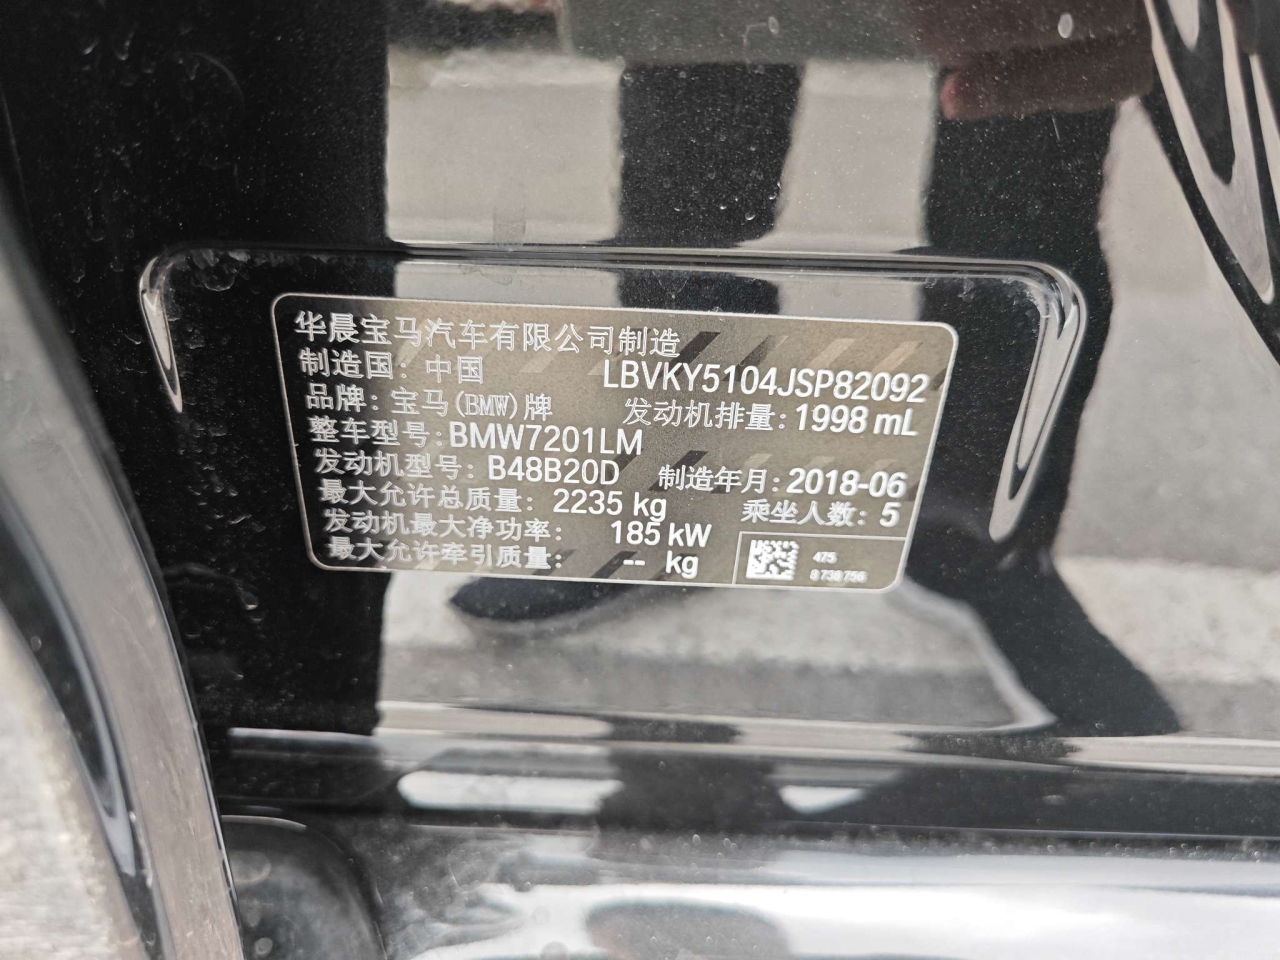 华晨宝马汽车有限公司制造
制造国：中国 LBVKY5104JSP82092
品牌：宝马(BMW)牌 发动机排量：1998 mL
整车型号：BMW7201LM
发动机型号：B48B20D 制造年月：2018-06
最大允许总质量：2235 kg 乘坐人数：5
发动机最大净功率：185 kW
最大允许牵引质量：-- kg
475
8738756